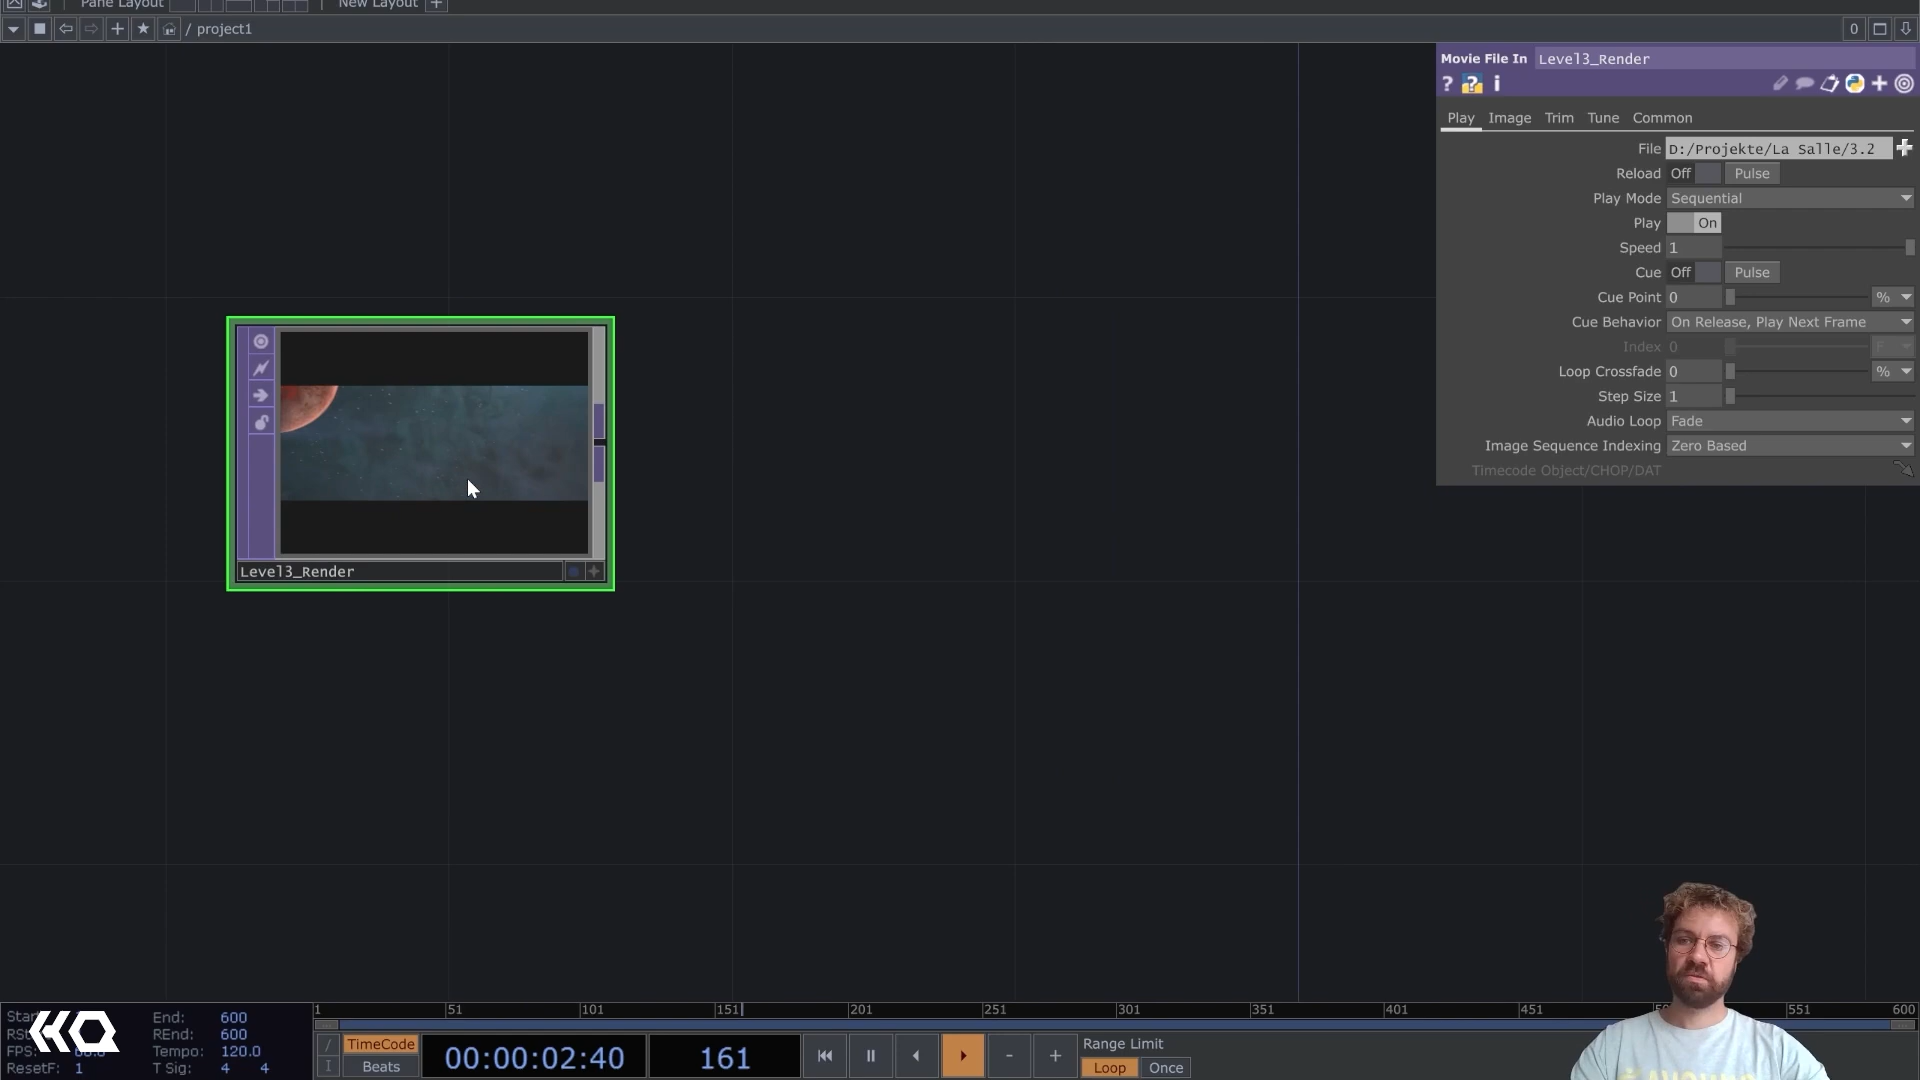 Pane Layout
New Layout
+
/ project1
0
Movie File In Level3_Render
? ? i
Play Image Trim Tune Common
File D:/Projekte/La Salle/3.2
Reload Off Pulse
Play Mode Sequential
Play On
Speed 1
Cue Off Pulse
Cue Point 0 %
Cue Behavior On Release, Play Next Frame
Index 0 F
Loop Crossfade 0 %
Step Size 1
Audio Loop Fade
Image Sequence Indexing Zero Based
Timecode Object/CHOP/DAT
Level3_Render
1 51 101 151 201 251 301 351 401 451 551 600
End: 600
REnd: 600
FPS: Tempo: 120.0
ResetF: 1 T Sig: 4 4
TimeCode
Beats
00:00:02:40
161
- +
Range Limit
Loop Once